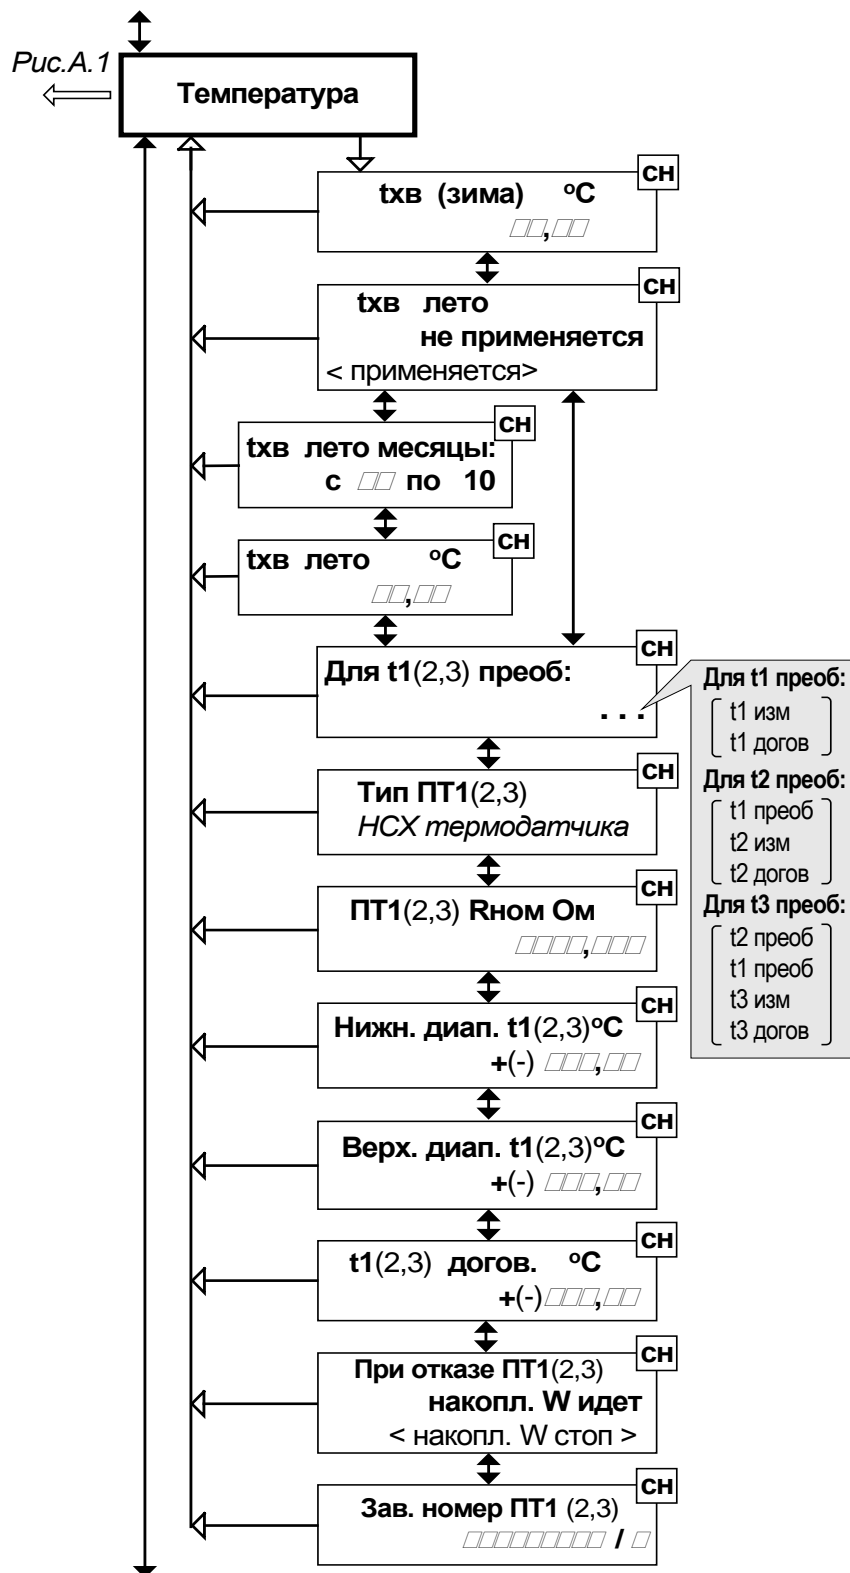 Рис.А.1
Температура
СН
tхв (зима) ºС
□□,□□
СН
tхв лето
не применяется
< применяется>
СН
tхв лето месяцы:
с □□ по 10
СН
tхв лето ºС
□□,□□
СН
Для t1(2,3) преоб:
...
Для t1 преоб:
t1 изм
t1 догов
Для t2 преоб:
t1 преоб
t2 изм
t2 догов
Для t3 преоб:
t2 преоб
t1 преоб
t3 изм
t3 догов
СН
Тип ПТ1(2,3)
НСХ термодатчика
СН
ПТ1(2,3) Rном Ом
□□□□,□□□
СН
Нижн. диап. t1(2,3)ºС
+(-) □□□,□□
СН
Верх. диап. t1(2,3)ºС
+(-) □□□,□□
СН
t1(2,3) догов. ºС
+(-)□□□,□□
СН
При отказе ПТ1(2,3)
накопл. W идет
< накопл. W стоп >
СН
Зав. номер ПТ1 (2,3)
□□□□□□□□□ / □